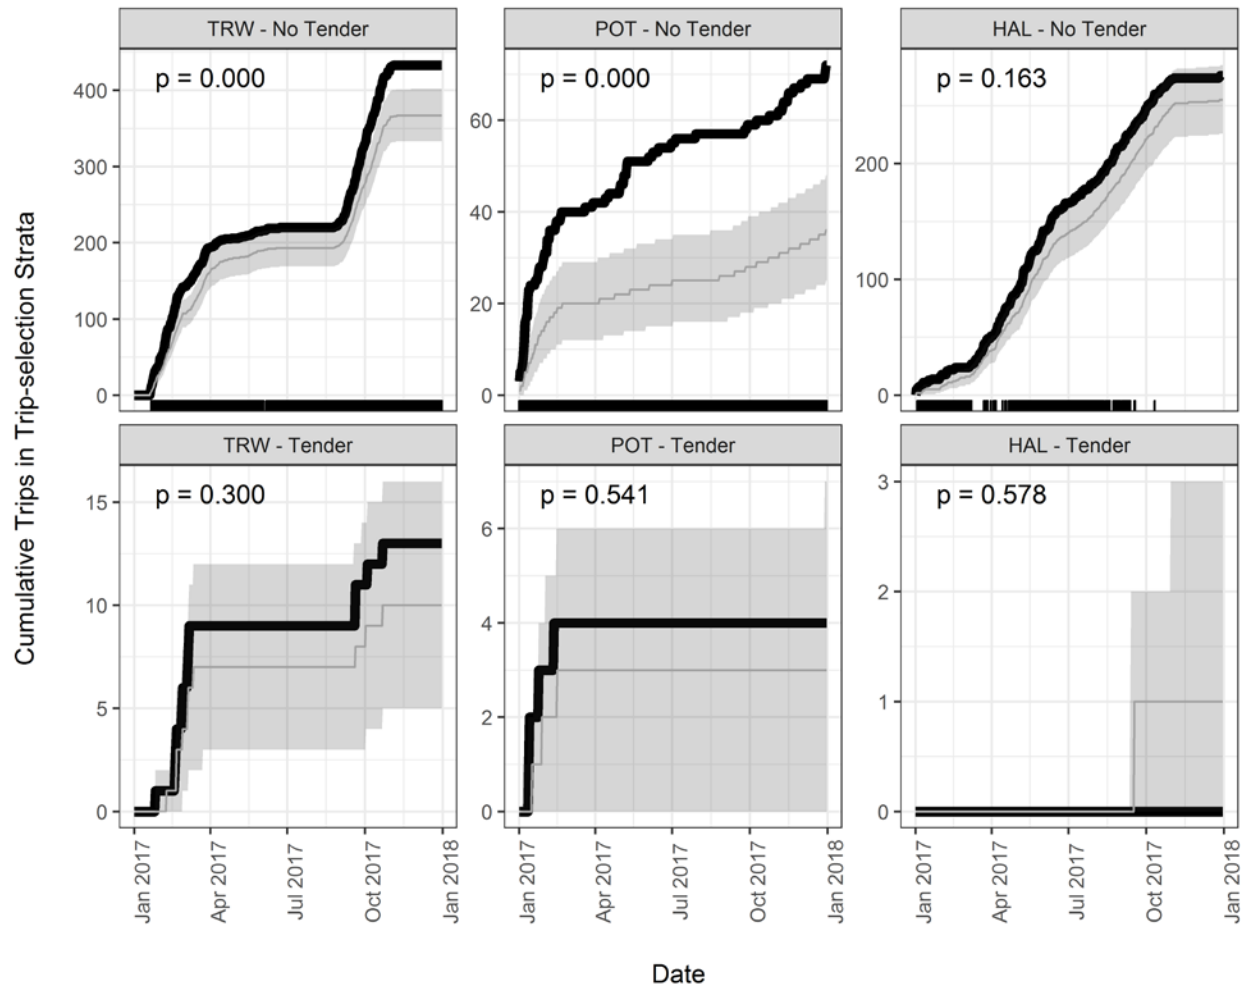 TRW - No Tender
POT - No Tender
HAL - No Tender
p = 0.000
p = 0.000
p = 0.163
400
300
200
100
0
60
40
20
0
200
100
0
Cumulative Trips in Trip-selection Strata
TRW - Tender
POT - Tender
HAL - Tender
p = 0.300
p = 0.541
p = 0.578
15
10
5
0
6
4
2
0
3
2
1
0
Jan 2017
Apr 2017
Jul 2017
Oct 2017
Jan 2018
Jan 2017
Apr 2017
Jul 2017
Oct 2017
Jan 2018
Jan 2017
Apr 2017
Jul 2017
Oct 2017
Jan 2018
Date